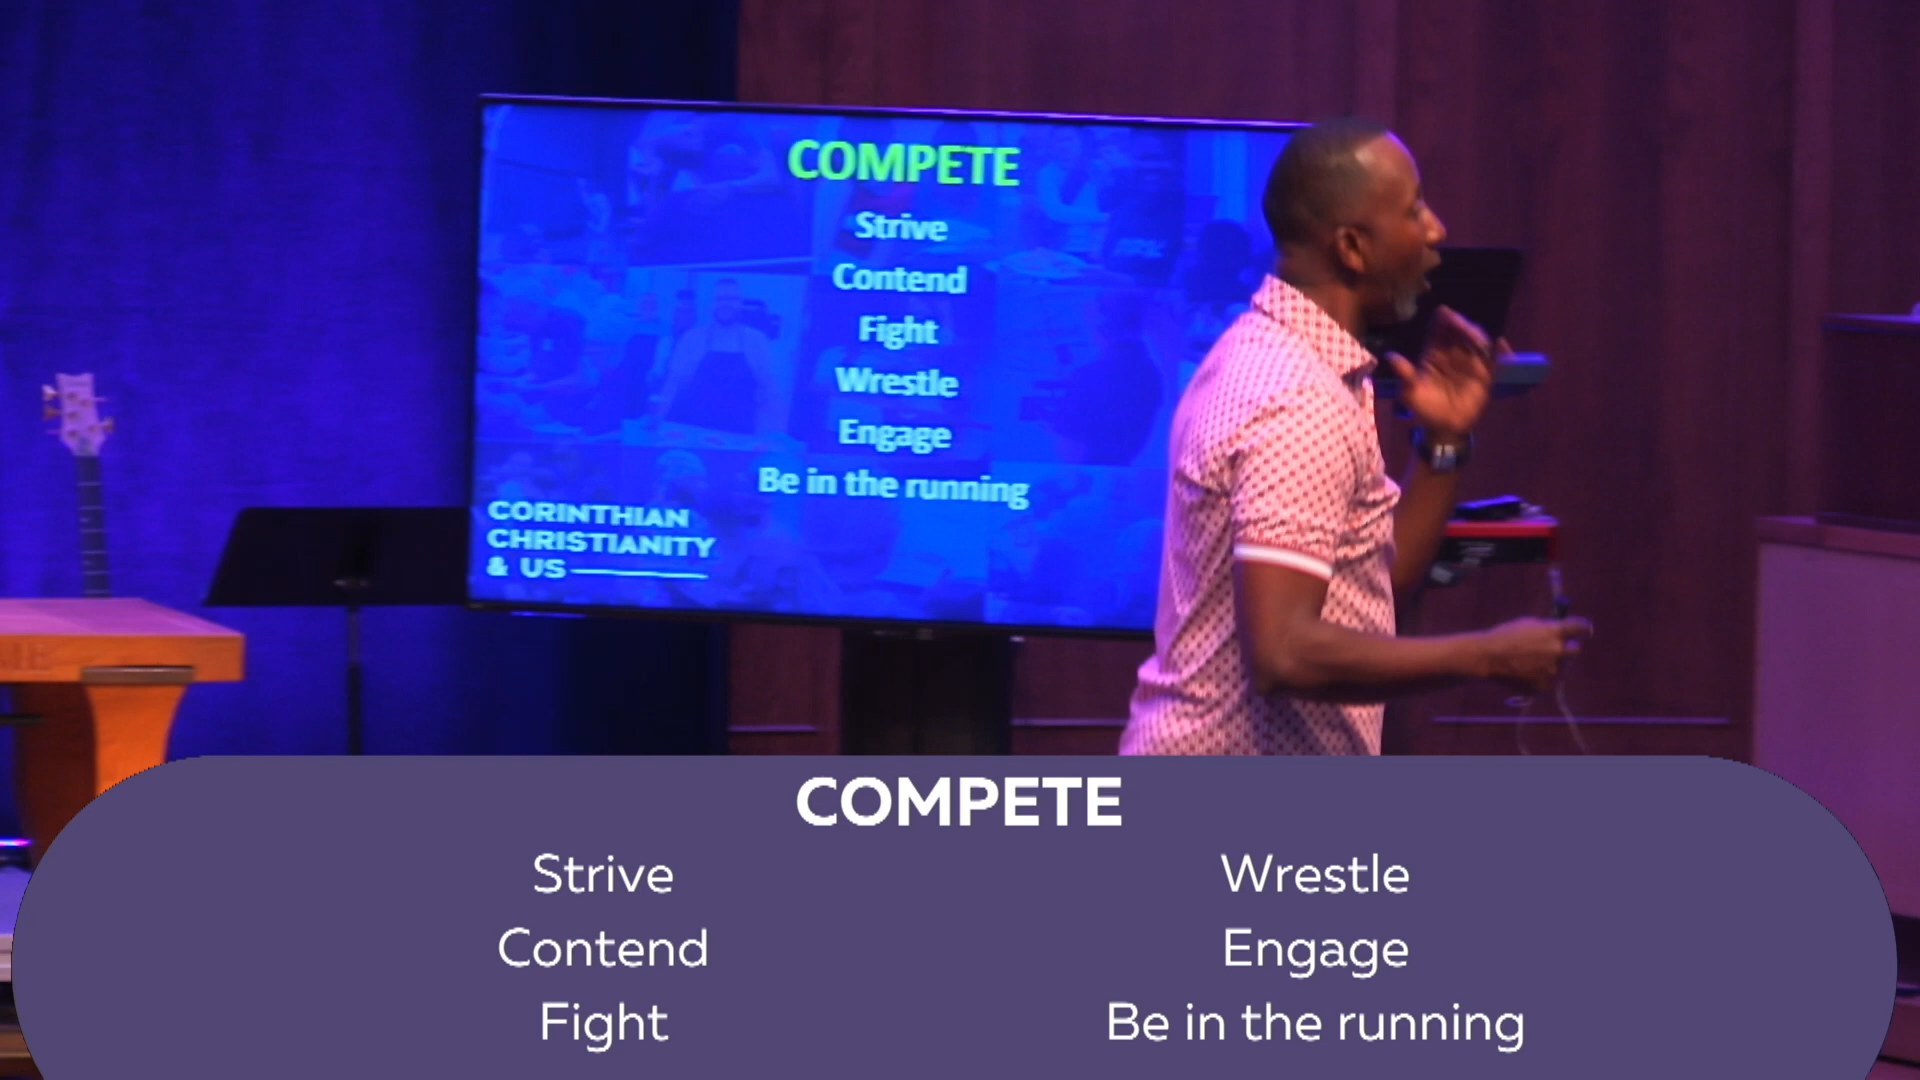 COMPETE
Strive
Contend
Fight
Wrestle
Engage
Be in the running
CORINTHIAN
CHRISTIANITY
& US
COMPETE
Strive
Contend
Fight
Wrestle
Engage
Be in the running